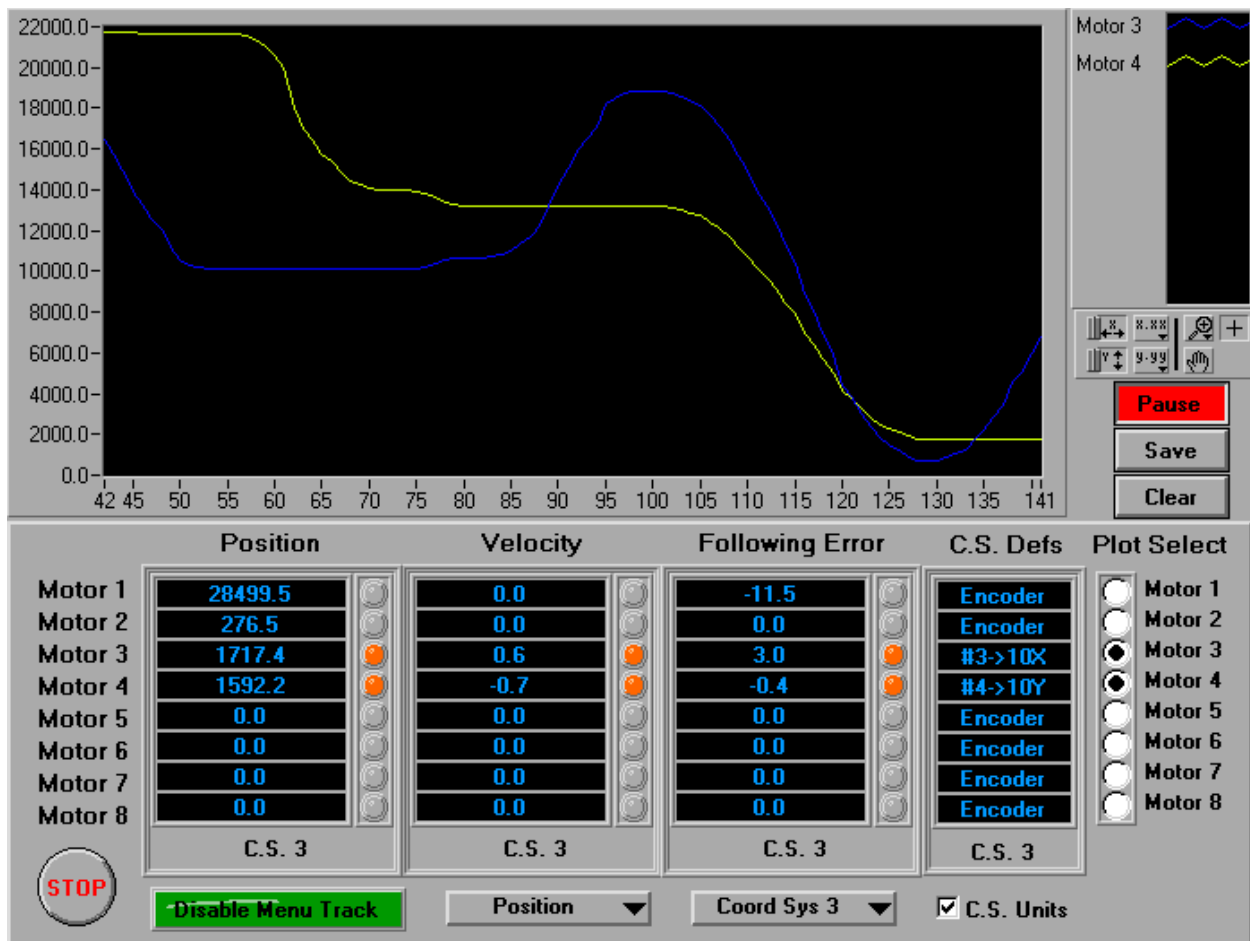 22000.0
20000.0
18000.0
16000.0
14000.0
12000.0
10000.0
8000.0
6000.0
4000.0
2000.0
0.0
42 45 50 55 60 65 70 75 80 85 90 95 100 105 110 115 120 125 130 135 141
Motor 3
Motor 4
X x.xx
Y y.yy
Pause
Save
Clear
Position Velocity Following Error C.S. Defs Plot Select
Motor 1 28499.5 0.0 -11.5 Encoder Motor 1
Motor 2 276.5 0.0 0.0 Encoder Motor 2
Motor 3 1717.4 0.6 3.0 #3->10X Motor 3
Motor 4 1592.2 -0.7 -0.4 #4->10Y Motor 4
Motor 5 0.0 0.0 0.0 Encoder Motor 5
Motor 6 0.0 0.0 0.0 Encoder Motor 6
Motor 7 0.0 0.0 0.0 Encoder Motor 7
Motor 8 0.0 0.0 0.0 Encoder Motor 8
C.S. 3 C.S. 3 C.S. 3 C.S. 3
STOP
Disable Menu Track Position Coord Sys 3 C.S. Units